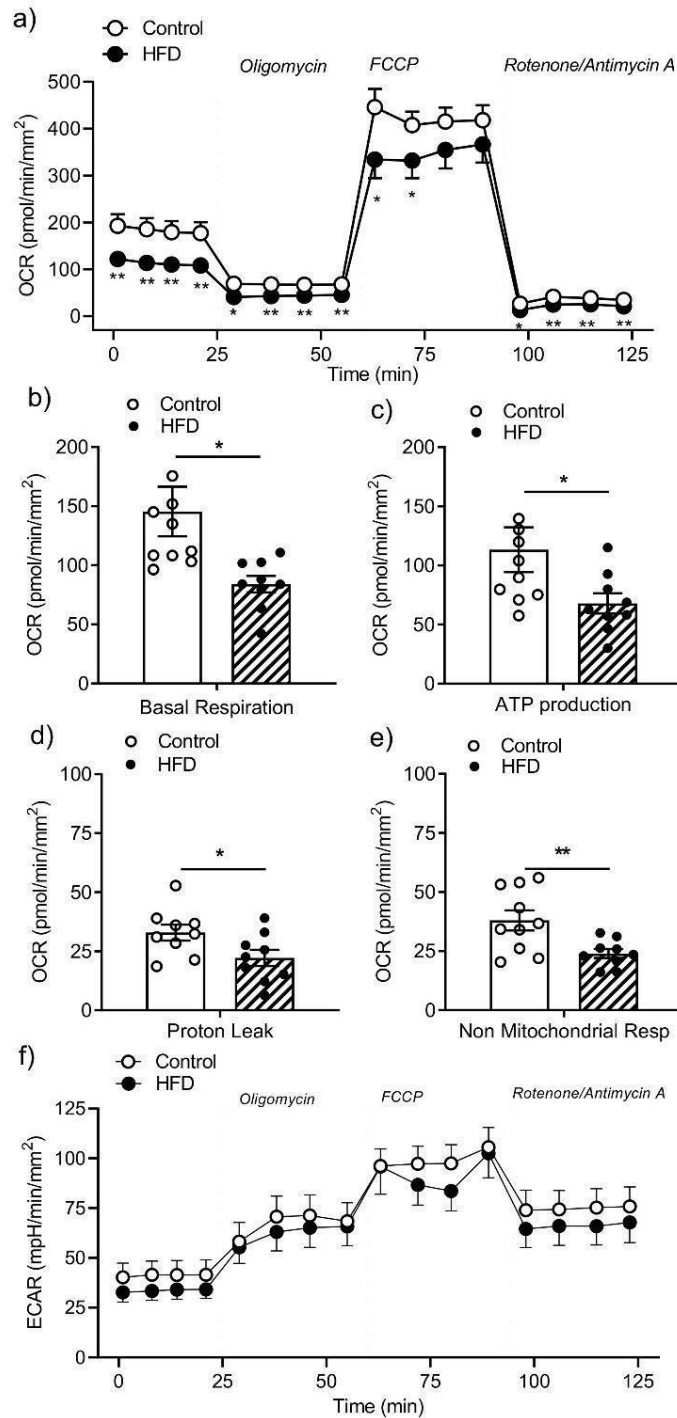 a)
Control
HFD
Oligomycin
FCCP
Rotenone/Antimycin A
OCR (pmol/min/mm²)
500
400
300
200
100
0
** ** ** ** * ** ** ** * * * ** ** **
0 25 50 75 100 125
Time (min)
b)
Control
HFD
*
OCR (pmol/min/mm²)
200
150
100
50
0
Basal Respiration
c)
Control
HFD
*
OCR (pmol/min/mm²)
200
150
100
50
0
ATP production
d)
Control
HFD
*
OCR (pmol/min/mm²)
100
75
50
25
0
Proton Leak
e)
Control
HFD
**
OCR (pmol/min/mm²)
100
75
50
25
0
Non Mitochondrial Resp
f)
Control
HFD
Oligomycin
FCCP
Rotenone/Antimycin A
ECAR (mpH/min/mm²)
125
100
75
50
25
0
0 25 50 75 100 125
Time (min)